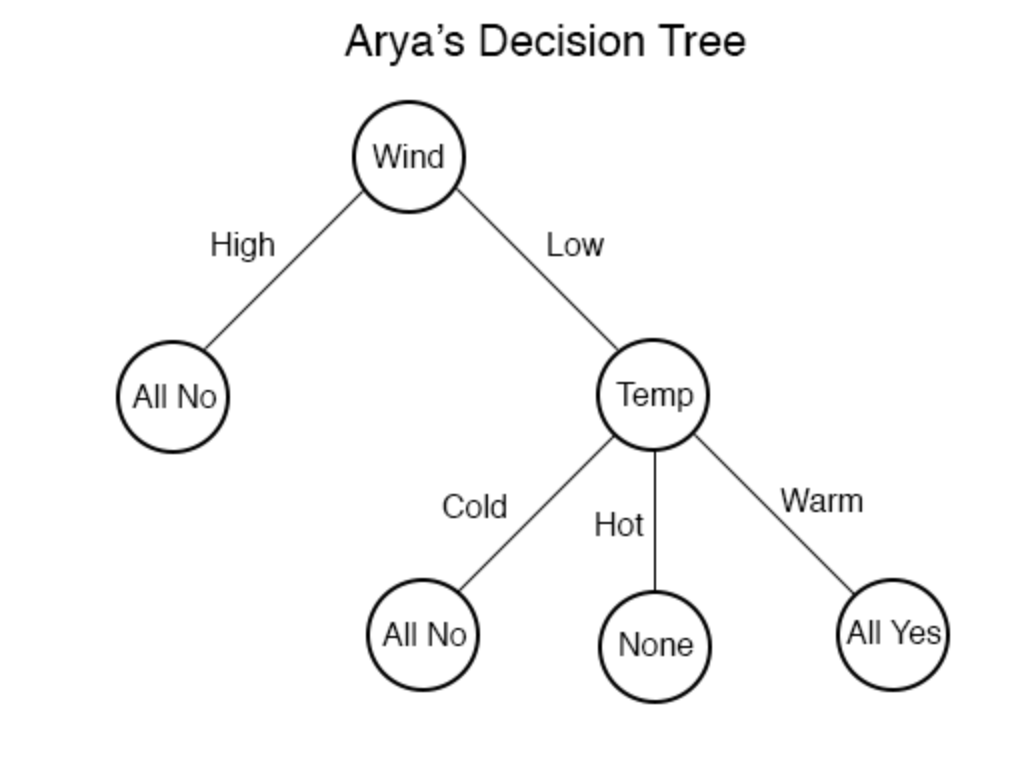 Arya’s Decision Tree
Wind
High
Low
All No
Temp
Cold
Hot
Warm
All No
None
All Yes